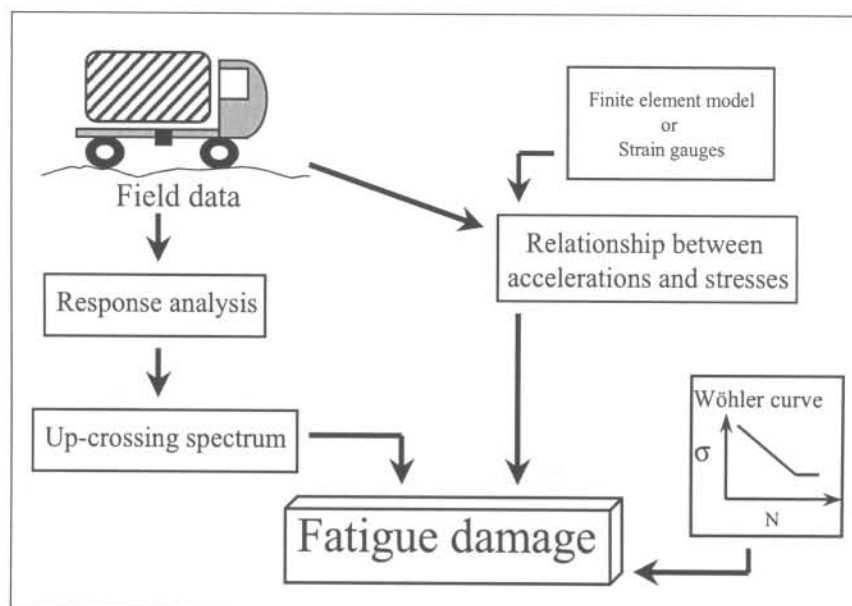 Field data
Finite element model
or
Strain gauges
Relationship between
accelerations and stresses
Response analysis
Up-crossing spectrum
Wöhler curve
σ
N
Fatigue damage